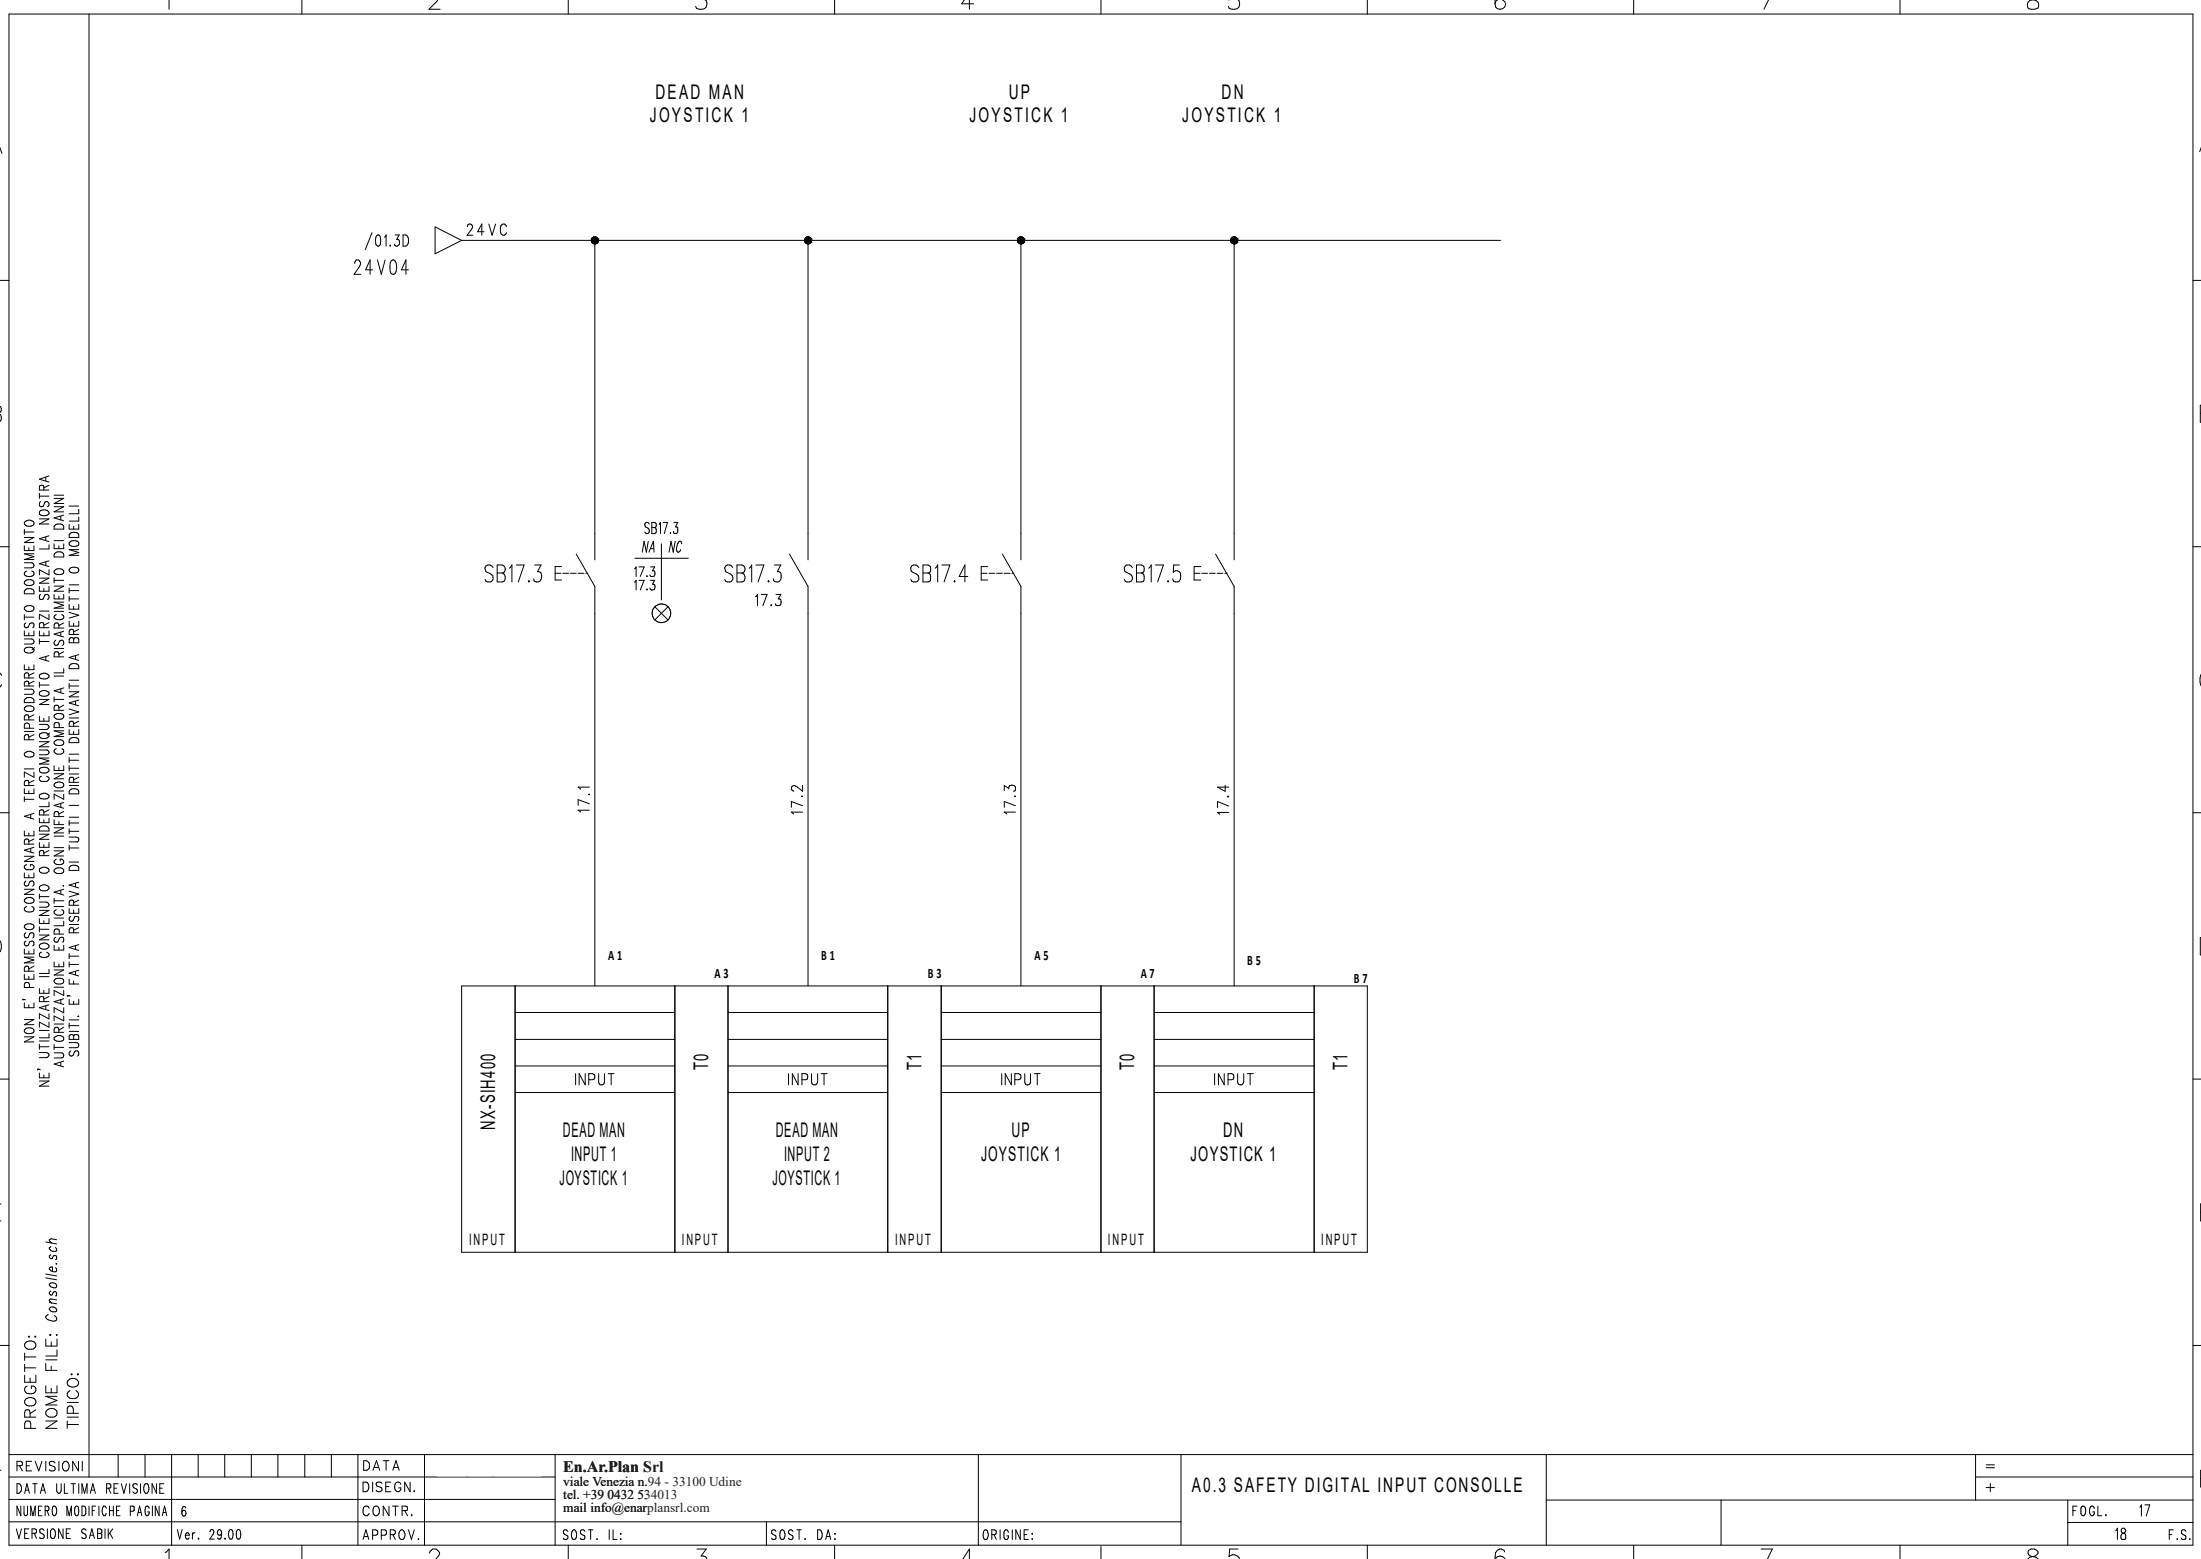 2 3 4 5 6 7 8
DEAD MAN
JOYSTICK 1
UP
JOYSTICK 1
DN
JOYSTICK 1
/01.3D
24VC
24V04
SB17.3
NA NC
17.3
17.3
SB17.3
SB17.3
17.3
SB17.4
SB17.5
17.1
17.2
17.3
17.4
A1
A3
B1
B3
A5
A7
B5
B7
NX-SIH400
INPUT
INPUT
DEAD MAN
INPUT 1
JOYSTICK 1
T0
INPUT
INPUT
DEAD MAN
INPUT 2
JOYSTICK 1
T1
INPUT
INPUT
UP
JOYSTICK 1
T0
INPUT
INPUT
DN
JOYSTICK 1
T1
INPUT
NON E' PERMESSO CONSEGNARE A TERZI O RIPRODURRE QUESTO DOCUMENTO
NE' UTILIZZARE IL CONTENUTO O RENDERLO COMUNQUE NOTO A TERZI SENZA LA NOSTRA
AUTORIZZAZIONE ESPLICITA. OGNI INFRAZIONE COMPORTA IL RISARCIMENTO DEI DANNI
SUBITI. E' FATTA RISERVA DI TUTTI I DIRITTI DERIVANTI DA BREVETTI O MODELLI
PROGETTO:
NOME FILE: Consolle.sch
TIPICO:
REVISIONI
DATA ULTIMA REVISIONE
NUMERO MODIFICHE PAGINA 6
VERSIONE SABIK Ver. 29.00
DATA
DISEGN.
CONTR.
APPROV.
En.Ar.Plan Srl
viale Venezia n.94 - 33100 Udine
tel. +39 0432 534013
mail info@enarplansrl.com
SOST. IL:
SOST. DA:
ORIGINE:
A0.3 SAFETY DIGITAL INPUT CONSOLLE
=
+
FOGL. 17
18 F.S.
1 2 3 4 5 6 7 8